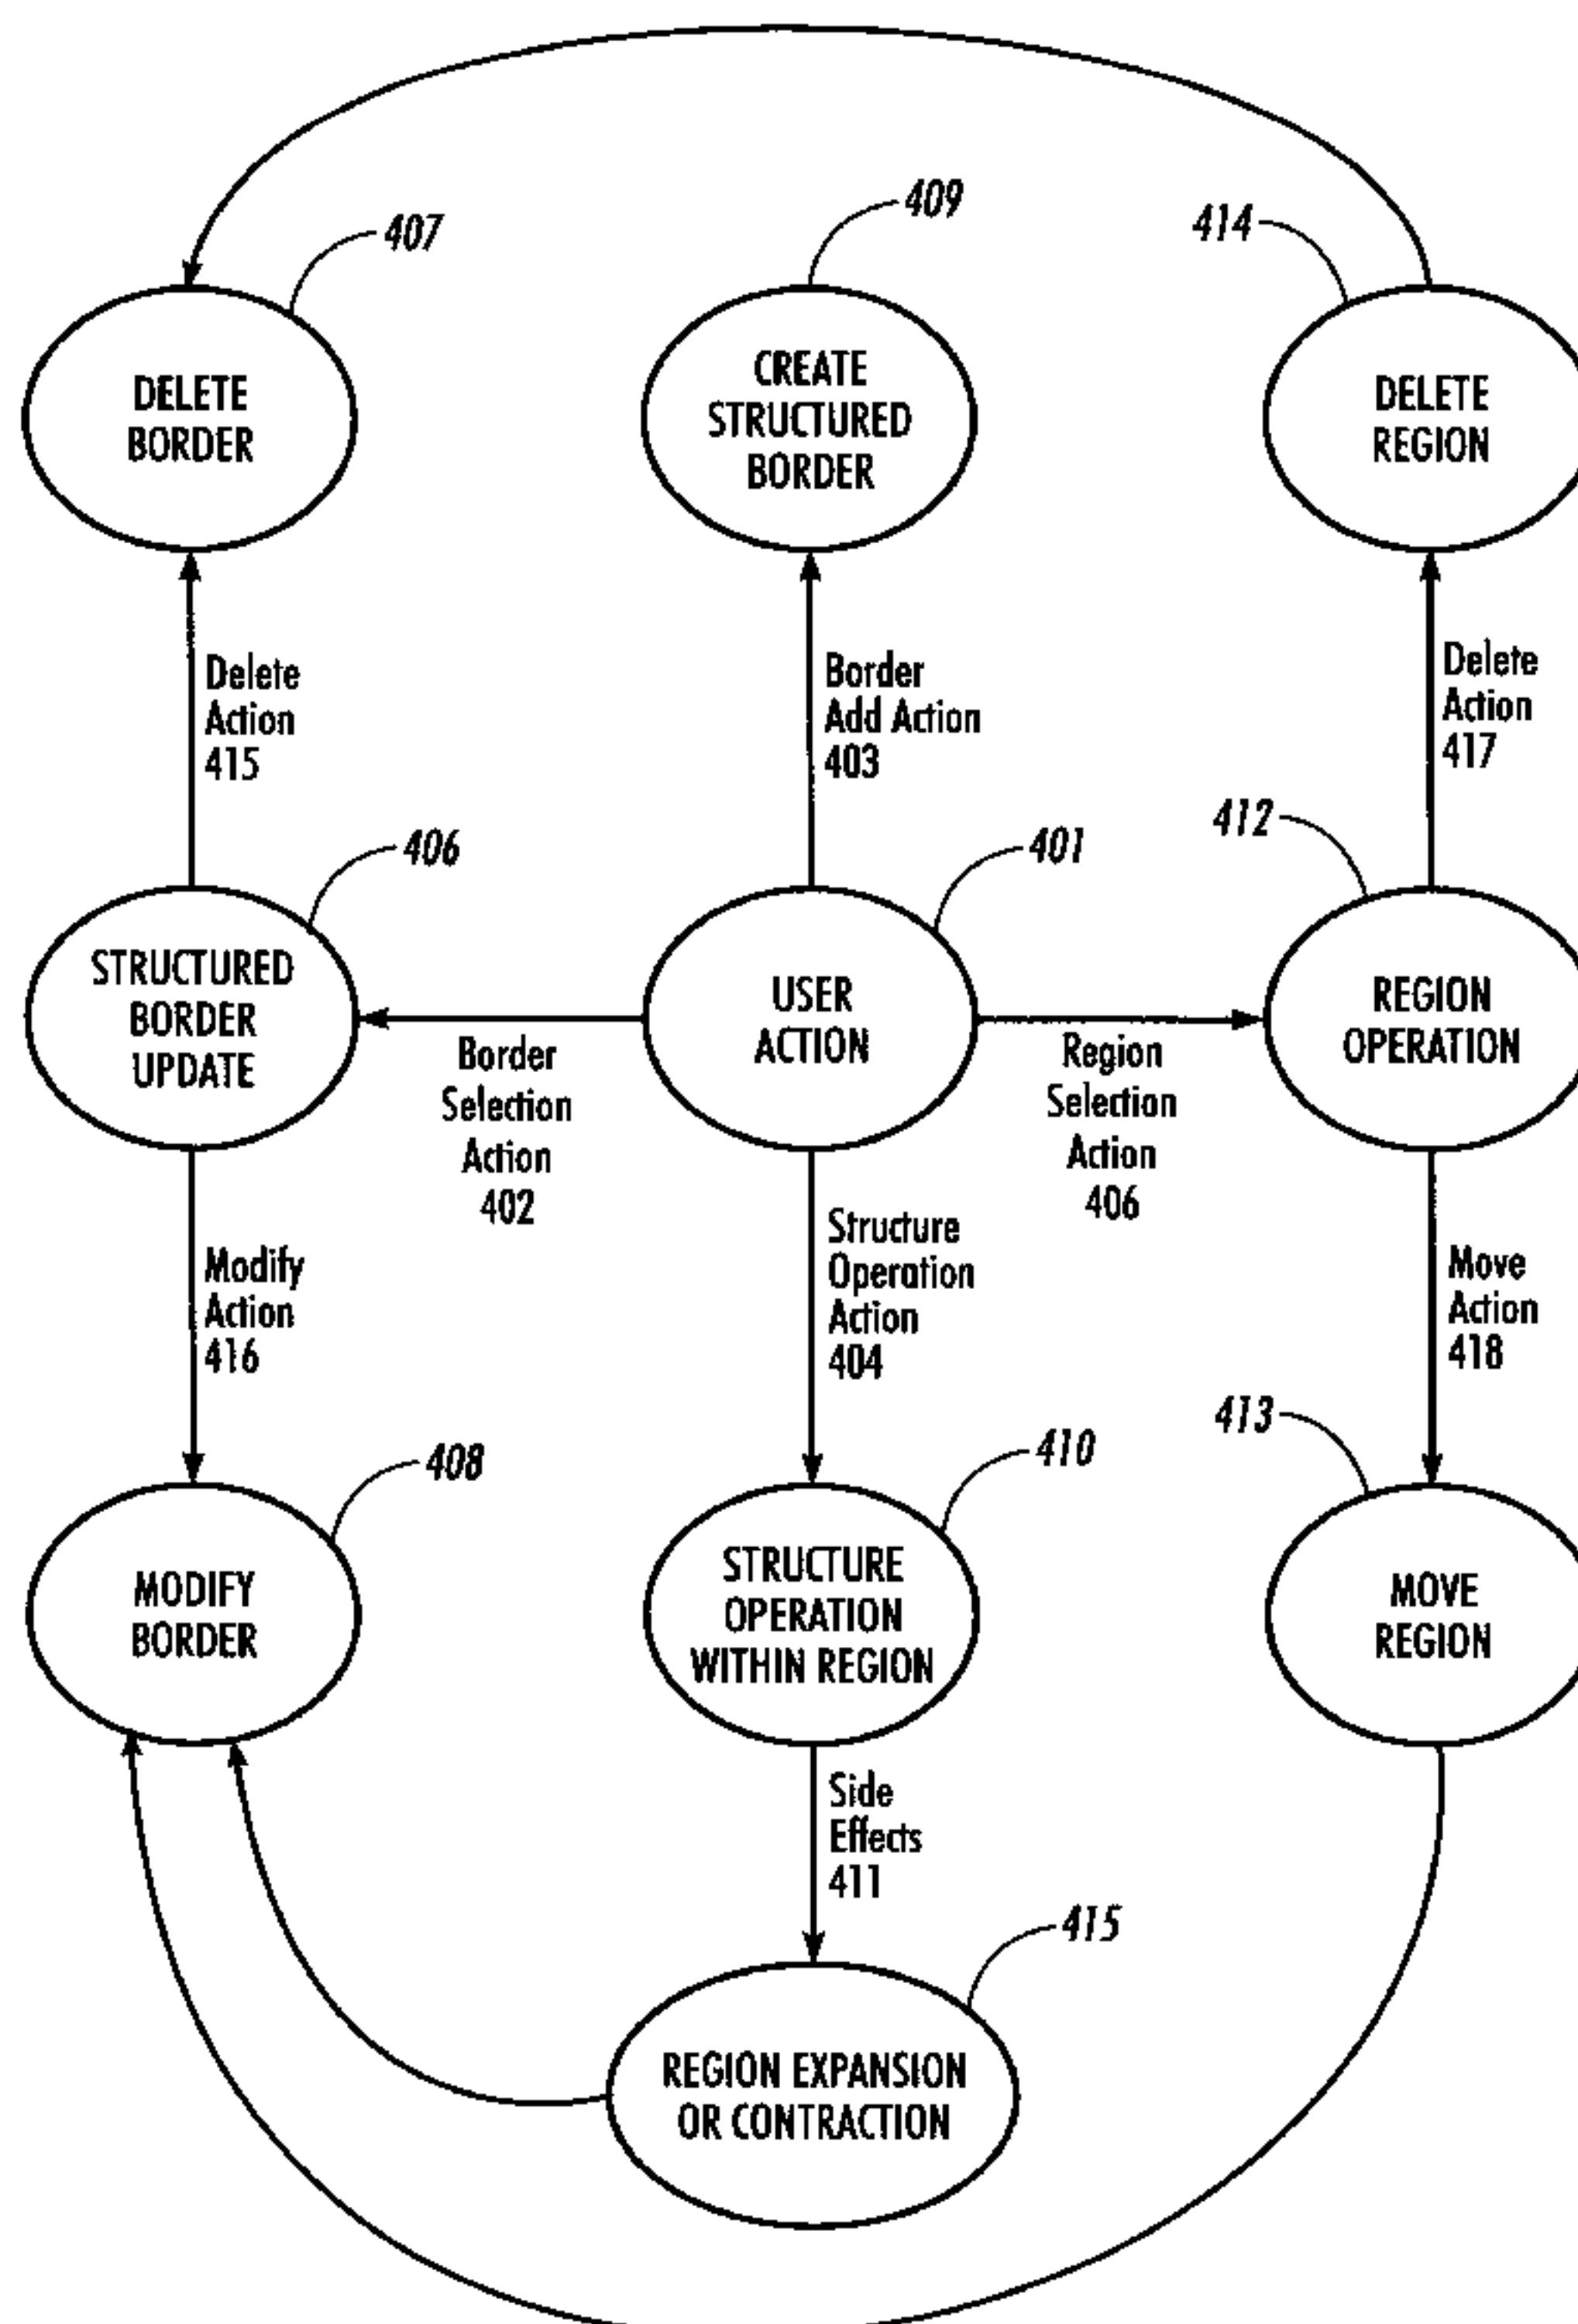 409
407
414
DELETE
BORDER
CREATE
STRUCTURED
BORDER
DELETE
REGION
Delete
Action
415
Border
Add Action
403
Delete
Action
417
406
401
412
STRUCTURED
BORDER
UPDATE
USER
ACTION
REGION
OPERATION
Border
Selection
Action
402
Region
Selection
Action
406
Modify
Action
416
Structure
Operation
Action
404
Move
Action
418
408
410
413
MODIFY
BORDER
STRUCTURE
OPERATION
WITHIN REGION
MOVE
REGION
Side
Effects
411
415
REGION EXPANSION
OR CONTRACTION